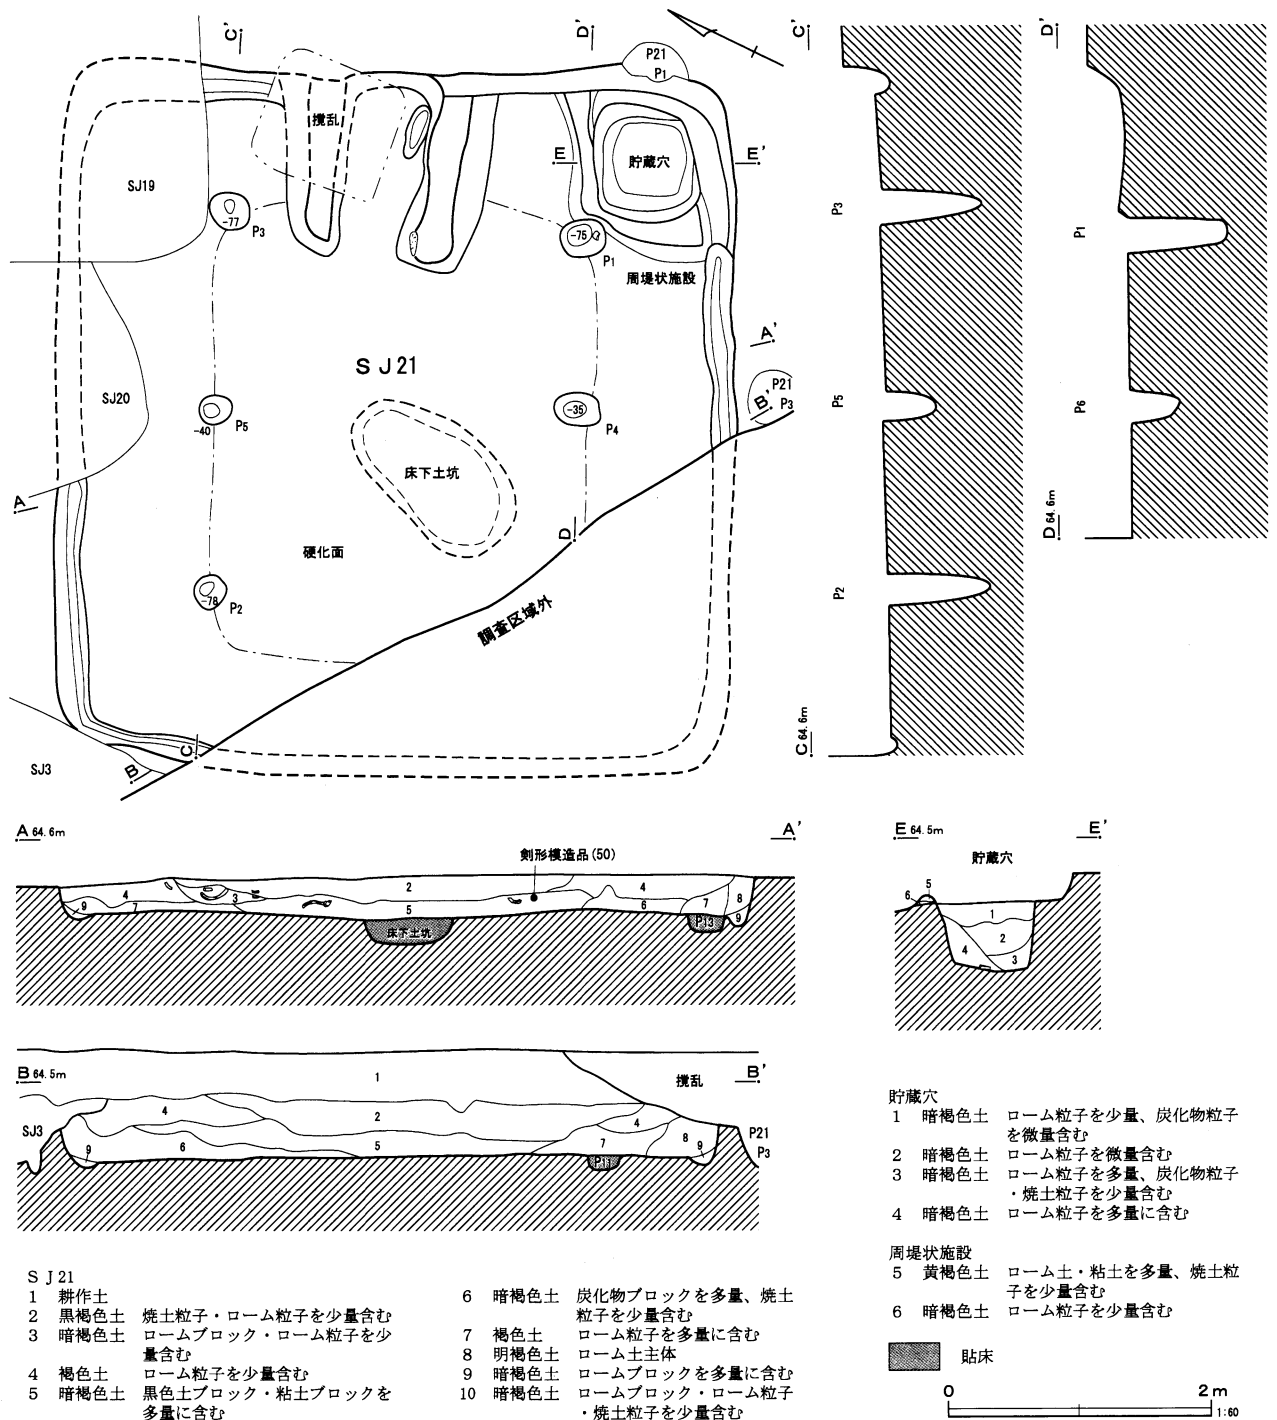 C'
D'
P21
P1
C'
D'
攪乱
E
貯蔵穴
E'
SJ19
-77
P3
-75
P1
P3
P1
周堤状施設
A'
SJ21
SJ20
P21
B'
P3
-40
P5
-35
P4
P5
P6
床下土坑
A
D
D 64.6m
硬化面
-78
P2
P2
調査区域外
C
C 64.6m
SJ3
B
A 64.6m
A'
剣形模造品(50)
4
2
4
3
9
7
5
6
7
8
9
床下土坑
P13
E 64.5m
E'
貯蔵穴
5
6
1
2
4
3
B 64.5m
B'
1
攪乱
SJ3
4
2
4
P21
P3
9
6
5
7
8
9
P11
貯蔵穴
1 暗褐色土 ローム粒子を少量、炭化物粒子
を微量含む
2 暗褐色土 ローム粒子を微量含む
3 暗褐色土 ローム粒子を多量、炭化物粒子
・焼土粒子を少量含む
4 暗褐色土 ローム粒子を多量に含む
周堤状施設
5 黄褐色土 ローム土・粘土を多量、焼土粒
子を少量含む
6 暗褐色土 ローム粒子を少量含む
貼床
0 2m
1:60
SJ21
1 耕作土
2 黒褐色土 焼土粒子・ローム粒子を少量含む
3 暗褐色土 ロームブロック・ローム粒子を少
量含む
4 褐色土 ローム粒子を少量含む
5 暗褐色土 黒色土ブロック・粘土ブロックを
多量に含む
6 暗褐色土 炭化物ブロックを多量、焼土
粒子を少量含む
7 褐色土 ローム粒子を多量に含む
8 明褐色土 ローム土主体
9 暗褐色土 ロームブロックを多量に含む
10 暗褐色土 ロームブロック・ローム粒子
・焼土粒子を少量含む